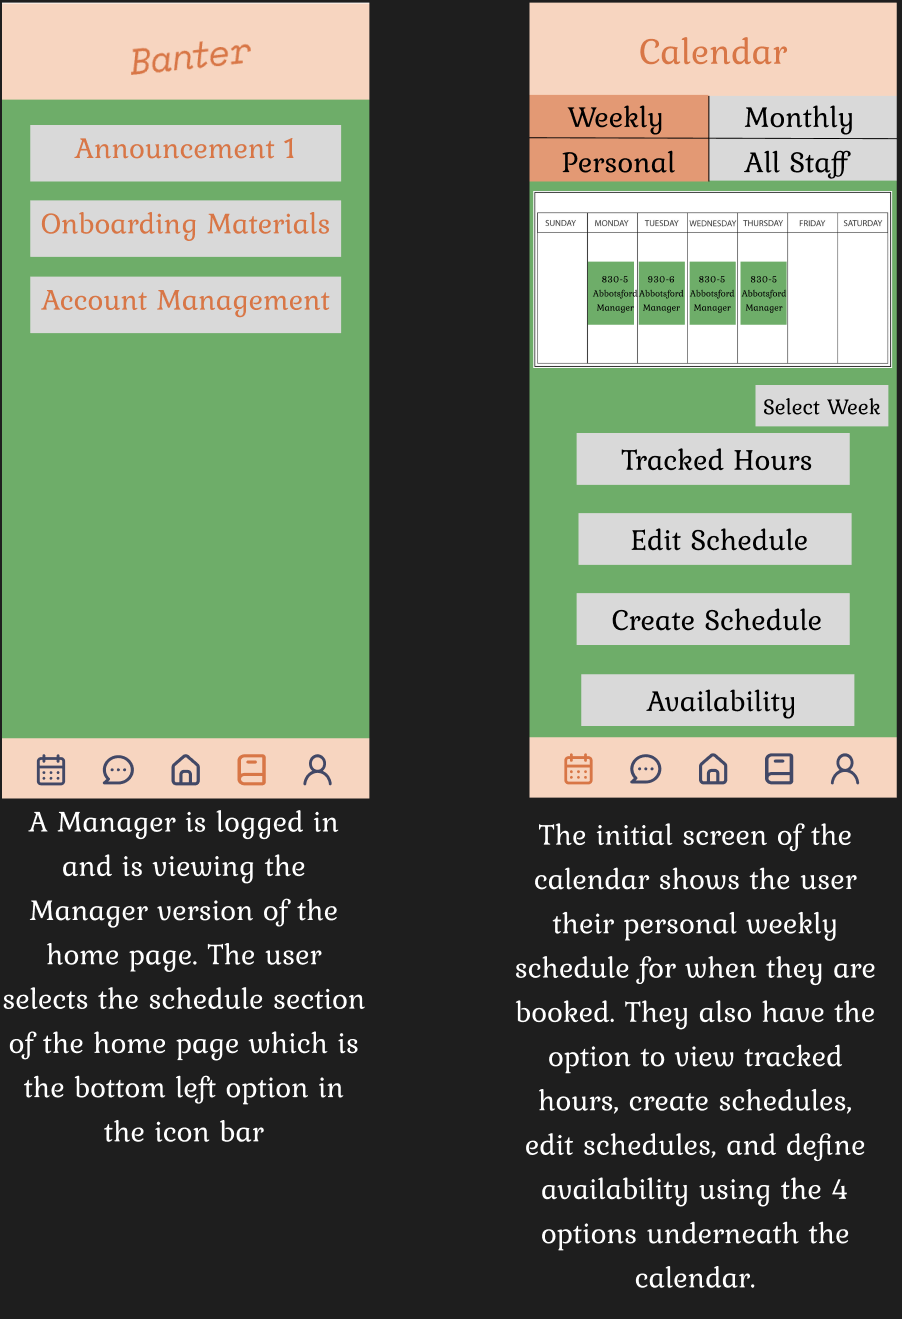 Banter
Announcement 1
Onboarding Materials
Account Management
A Manager is logged in
and is viewing the
Manager version of the
home page. The user
selects the schedule section
of the home page which is
the bottom left option in
the icon bar
Calendar
Weekly Monthly
Personal All Staff
SUNDAY MONDAY TUESDAY WEDNESDAY THURSDAY FRIDAY SATURDAY
830-5 930-6 830-5 830-5
Abbotsford Abbotsford Abbotsford Abbotsford
Manager Manager Manager Manager
Select Week
Tracked Hours
Edit Schedule
Create Schedule
Availability
The initial screen of the
calendar shows the user
their personal weekly
schedule for when they are
booked. They also have the
option to view tracked
hours, create schedules,
edit schedules, and define
availability using the 4
options underneath the
calendar.